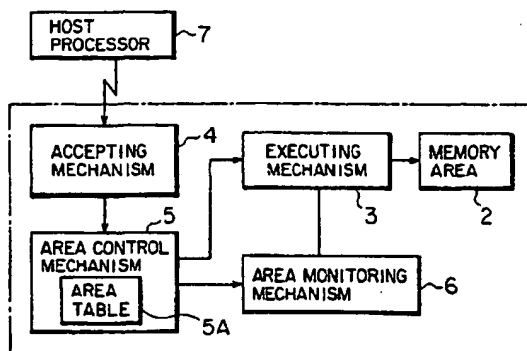 HOST
PROCESSOR
7
ACCEPTING
MECHANISM
4
EXECUTING
MECHANISM
3
MEMORY
AREA
2
5
AREA CONTROL
MECHANISM
AREA
TABLE
5A
AREA MONITORING
MECHANISM
6